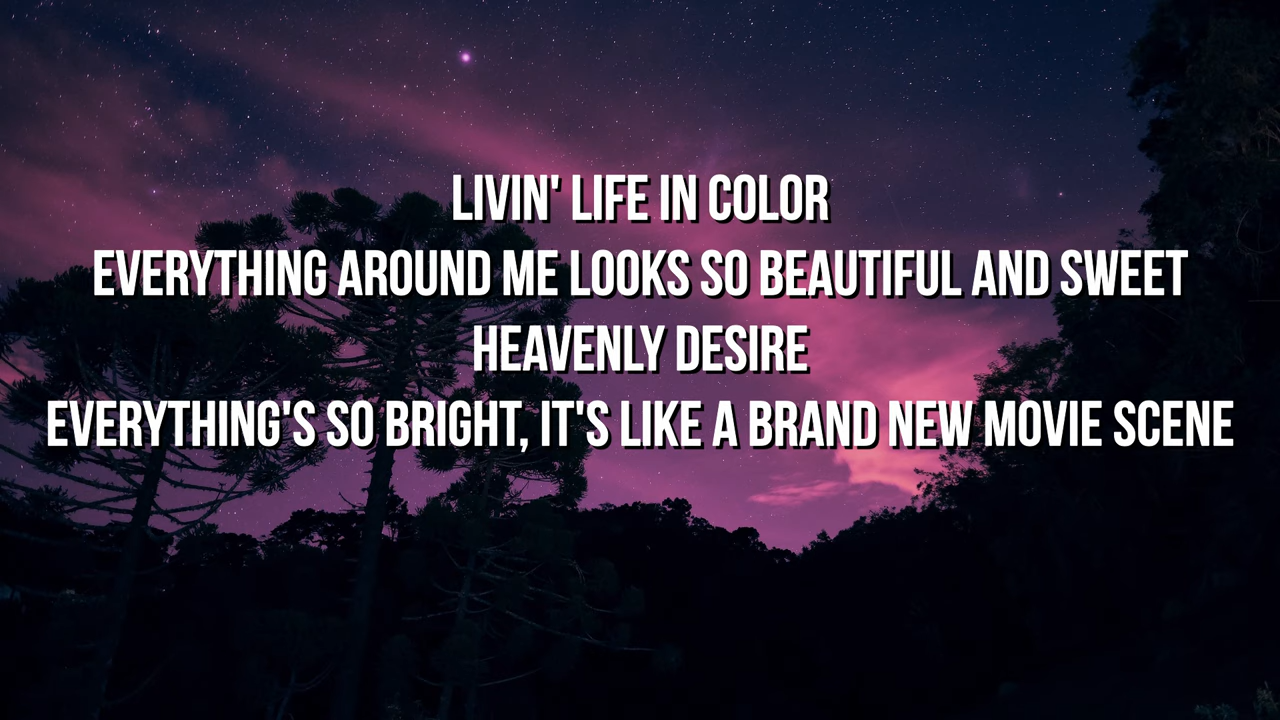 LIVIN' LIFE IN COLOR
EVERYTHING AROUND ME LOOKS SO BEAUTIFUL AND SWEET
HEAVENLY DESIRE
EVERYTHING'S SO BRIGHT, IT'S LIKE A BRAND NEW MOVIE SCENE